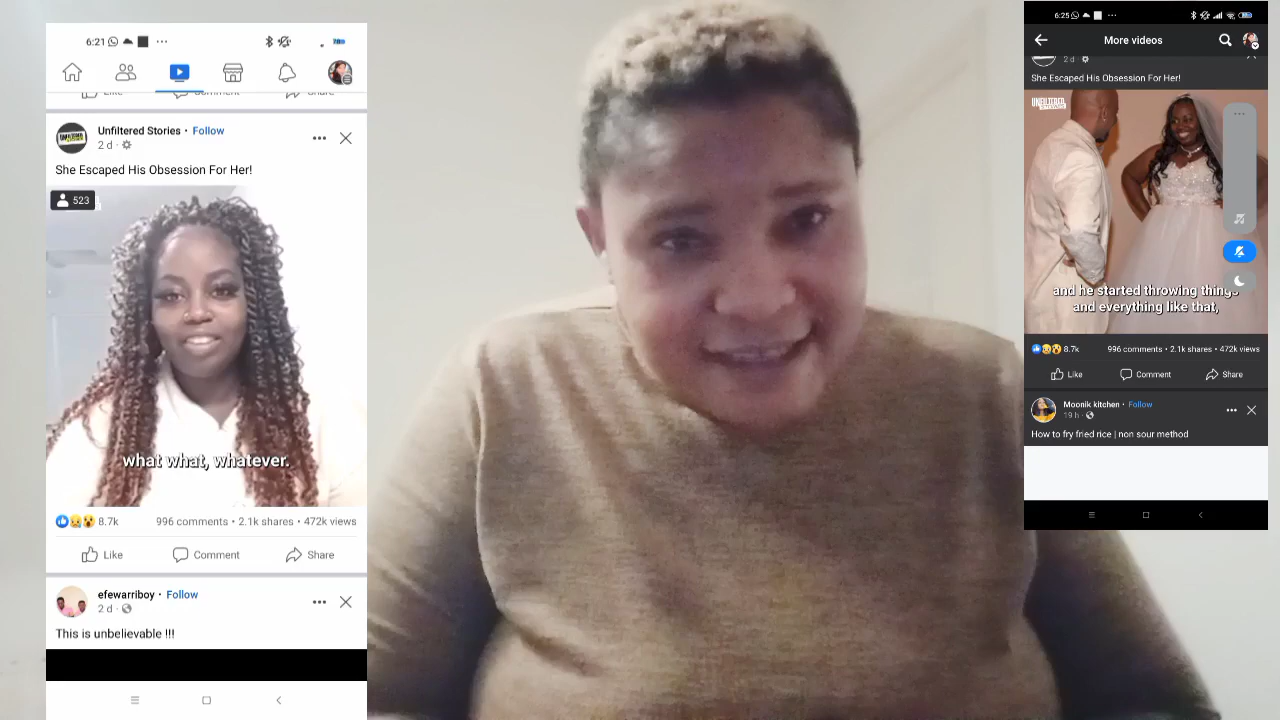 6:21
78
Like
Comment
Share
Unfiltered Stories · Follow
2 d ·
She Escaped His Obsession For Her!
523
what what, whatever.
8.7k
996 comments • 2.1k shares • 472k views
Like
Comment
Share
efewarriboy · Follow
2 d ·
This is unbelievable !!!
6:25
More videos
2 d
She Escaped His Obsession For Her!
UNFILTERED
and he started throwing things
and everything like that,
8.7k
996 comments • 2.1k shares • 472k views
Like
Comment
Share
Moonik kitchen · Follow
19 h ·
How to fry fried rice | non sour method